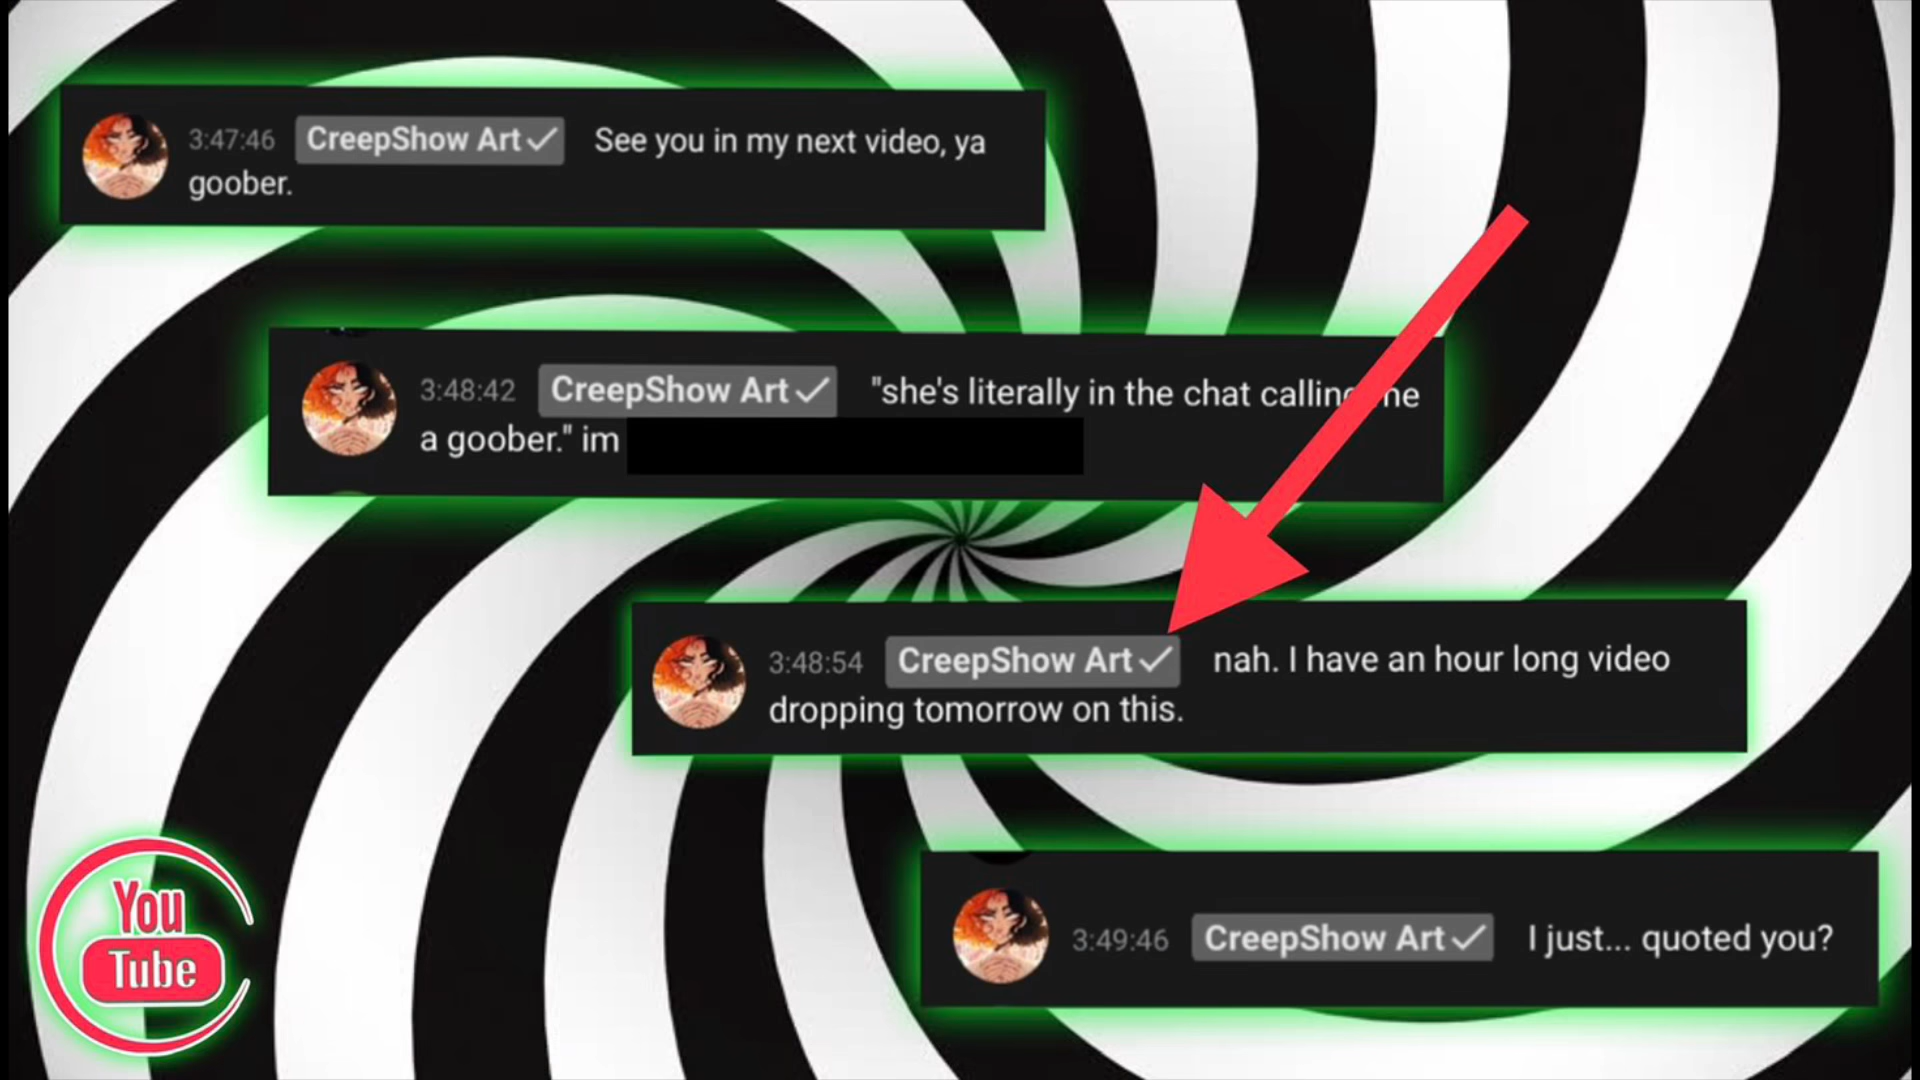 3:47:46 CreepShow Art✓ See you in my next video, ya
goober.
3:48:42 CreepShow Art✓ "she's literally in the chat calling me
a goober." im
3:48:54 CreepShow Art✓ nah. I have an hour long video
dropping tomorrow on this.
3:49:46 CreepShow Art✓ I just... quoted you?
You
Tube